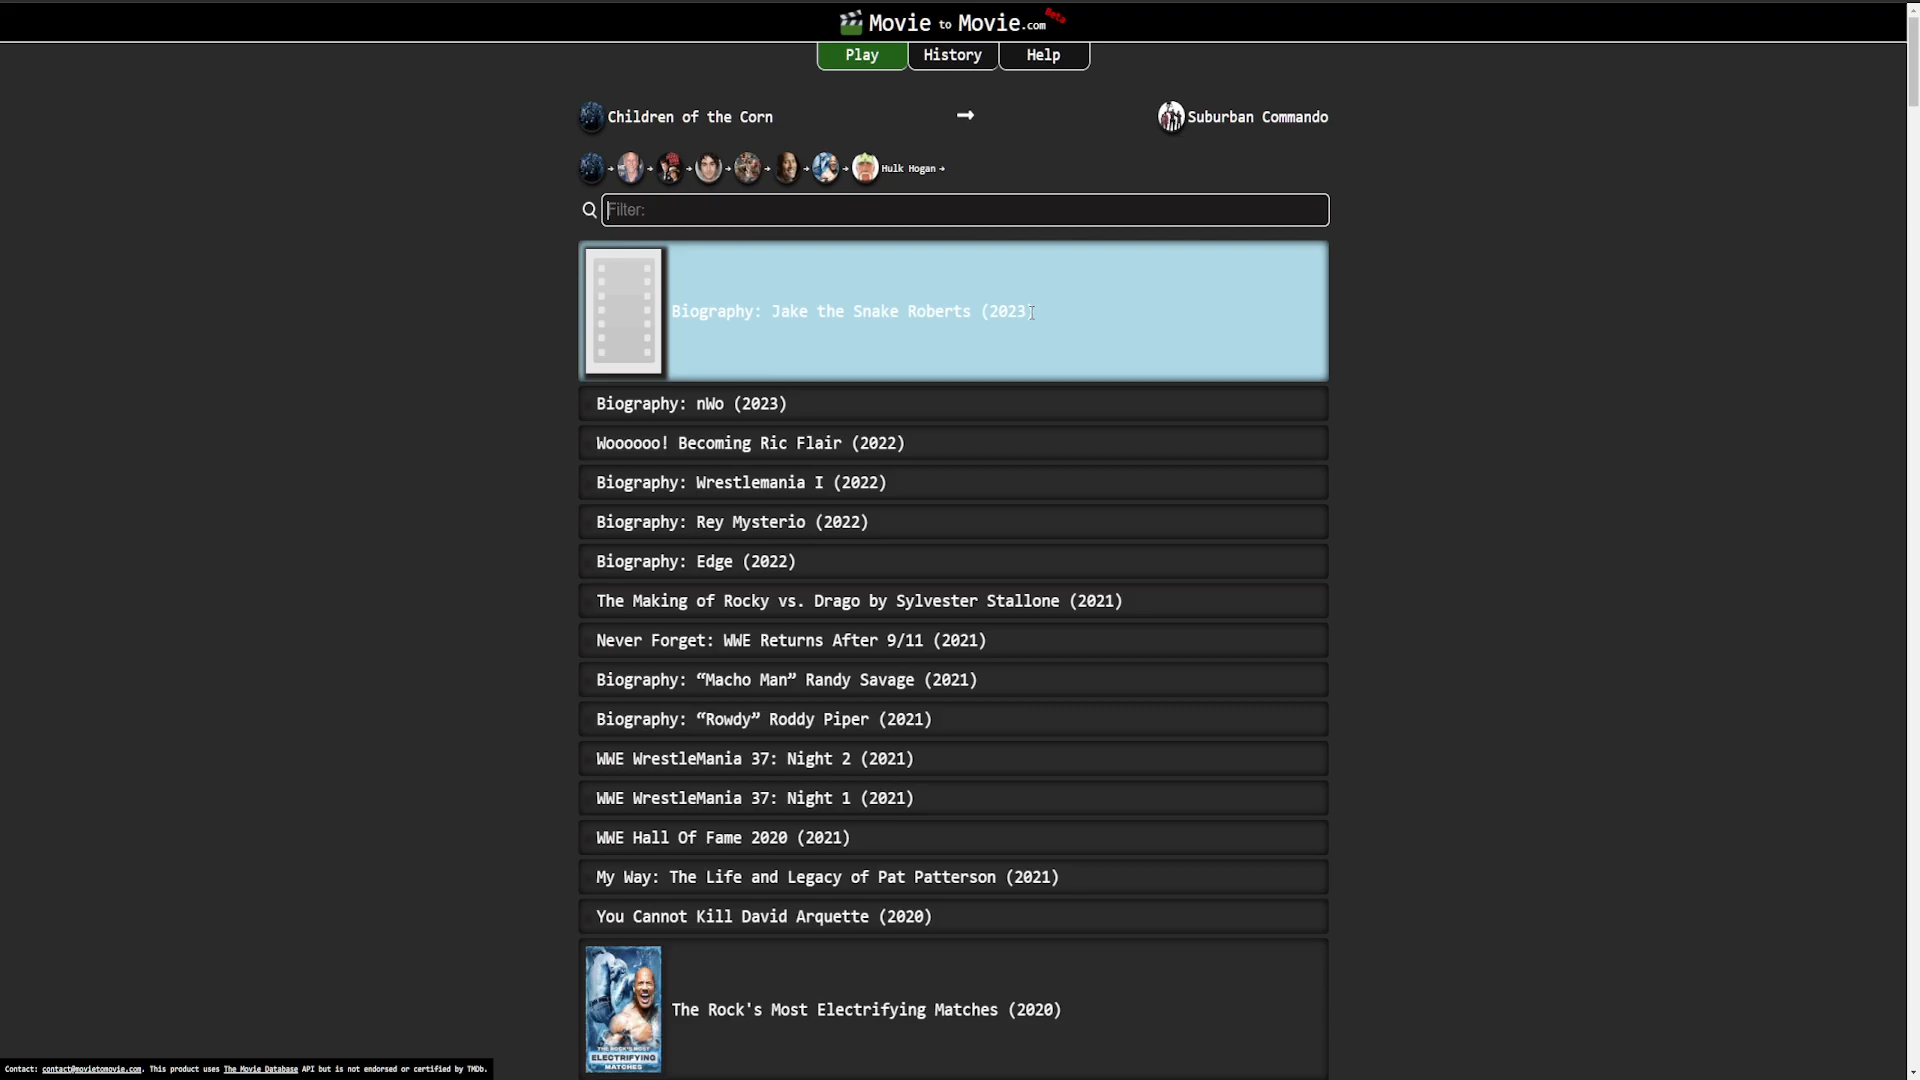 Movie to Movie.com Beta
Play History Help
Children of the Corn → Suburban Commando
Hulk Hogan →
Filter:
Biography: Jake the Snake Roberts (2023)
Biography: nWo (2023)
Woooooo! Becoming Ric Flair (2022)
Biography: Wrestlemania I (2022)
Biography: Rey Mysterio (2022)
Biography: Edge (2022)
The Making of Rocky vs. Drago by Sylvester Stallone (2021)
Never Forget: WWE Returns After 9/11 (2021)
Biography: “Macho Man” Randy Savage (2021)
Biography: “Rowdy” Roddy Piper (2021)
WWE WrestleMania 37: Night 2 (2021)
WWE WrestleMania 37: Night 1 (2021)
WWE Hall Of Fame 2020 (2021)
My Way: The Life and Legacy of Pat Patterson (2021)
You Cannot Kill David Arquette (2020)
The Rock's Most Electrifying Matches (2020)
THE ROCK'S MOST
ELECTRIFYING
MATCHES
Contact: contact@movietomovie.com. This product uses The Movie Database API but is not endorsed or certified by TMDb.